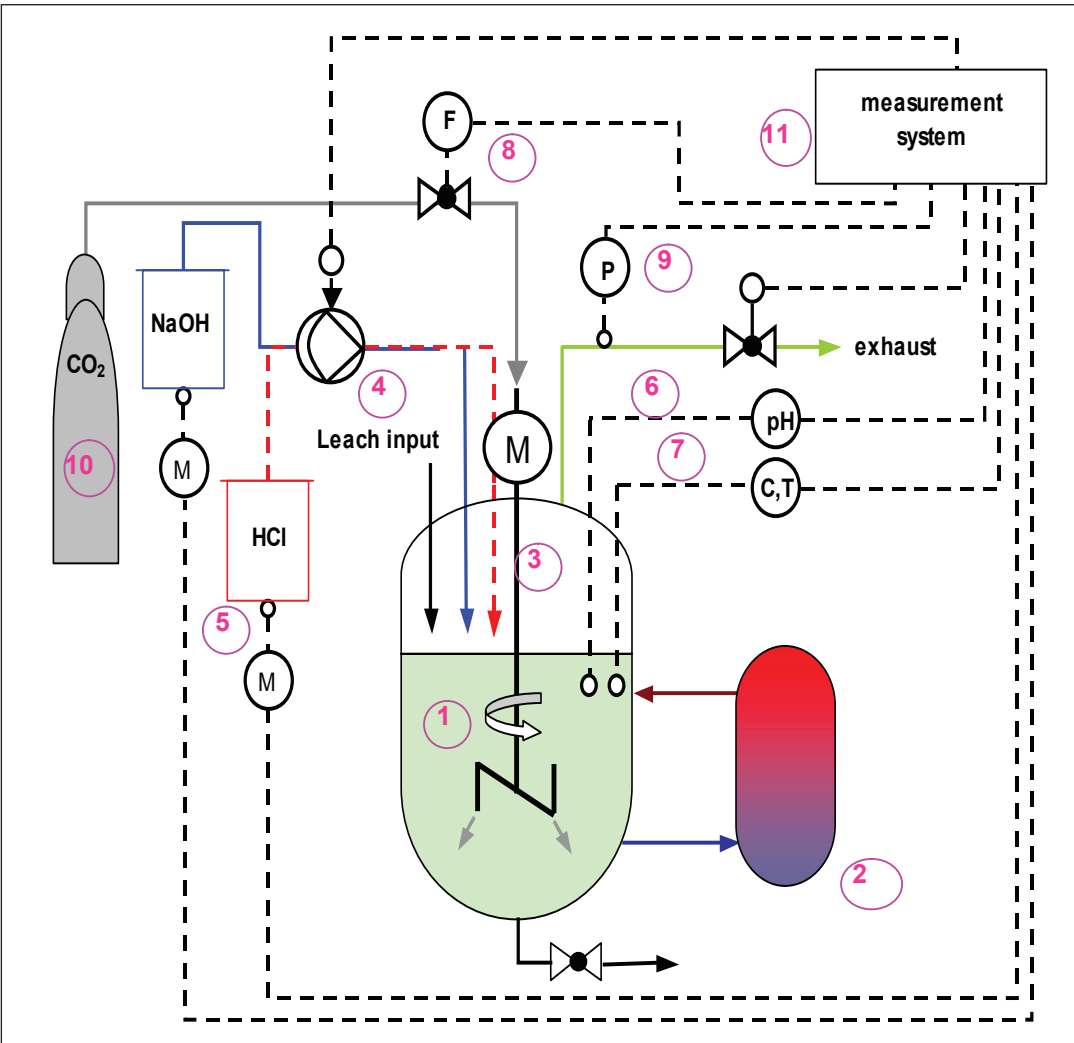 measurement
system
11
F
8
9
P
NaOH
CO₂
exhaust
4
6
pH
Leach input
M
7
10
M
C,T
HCl
3
5
M
1
2